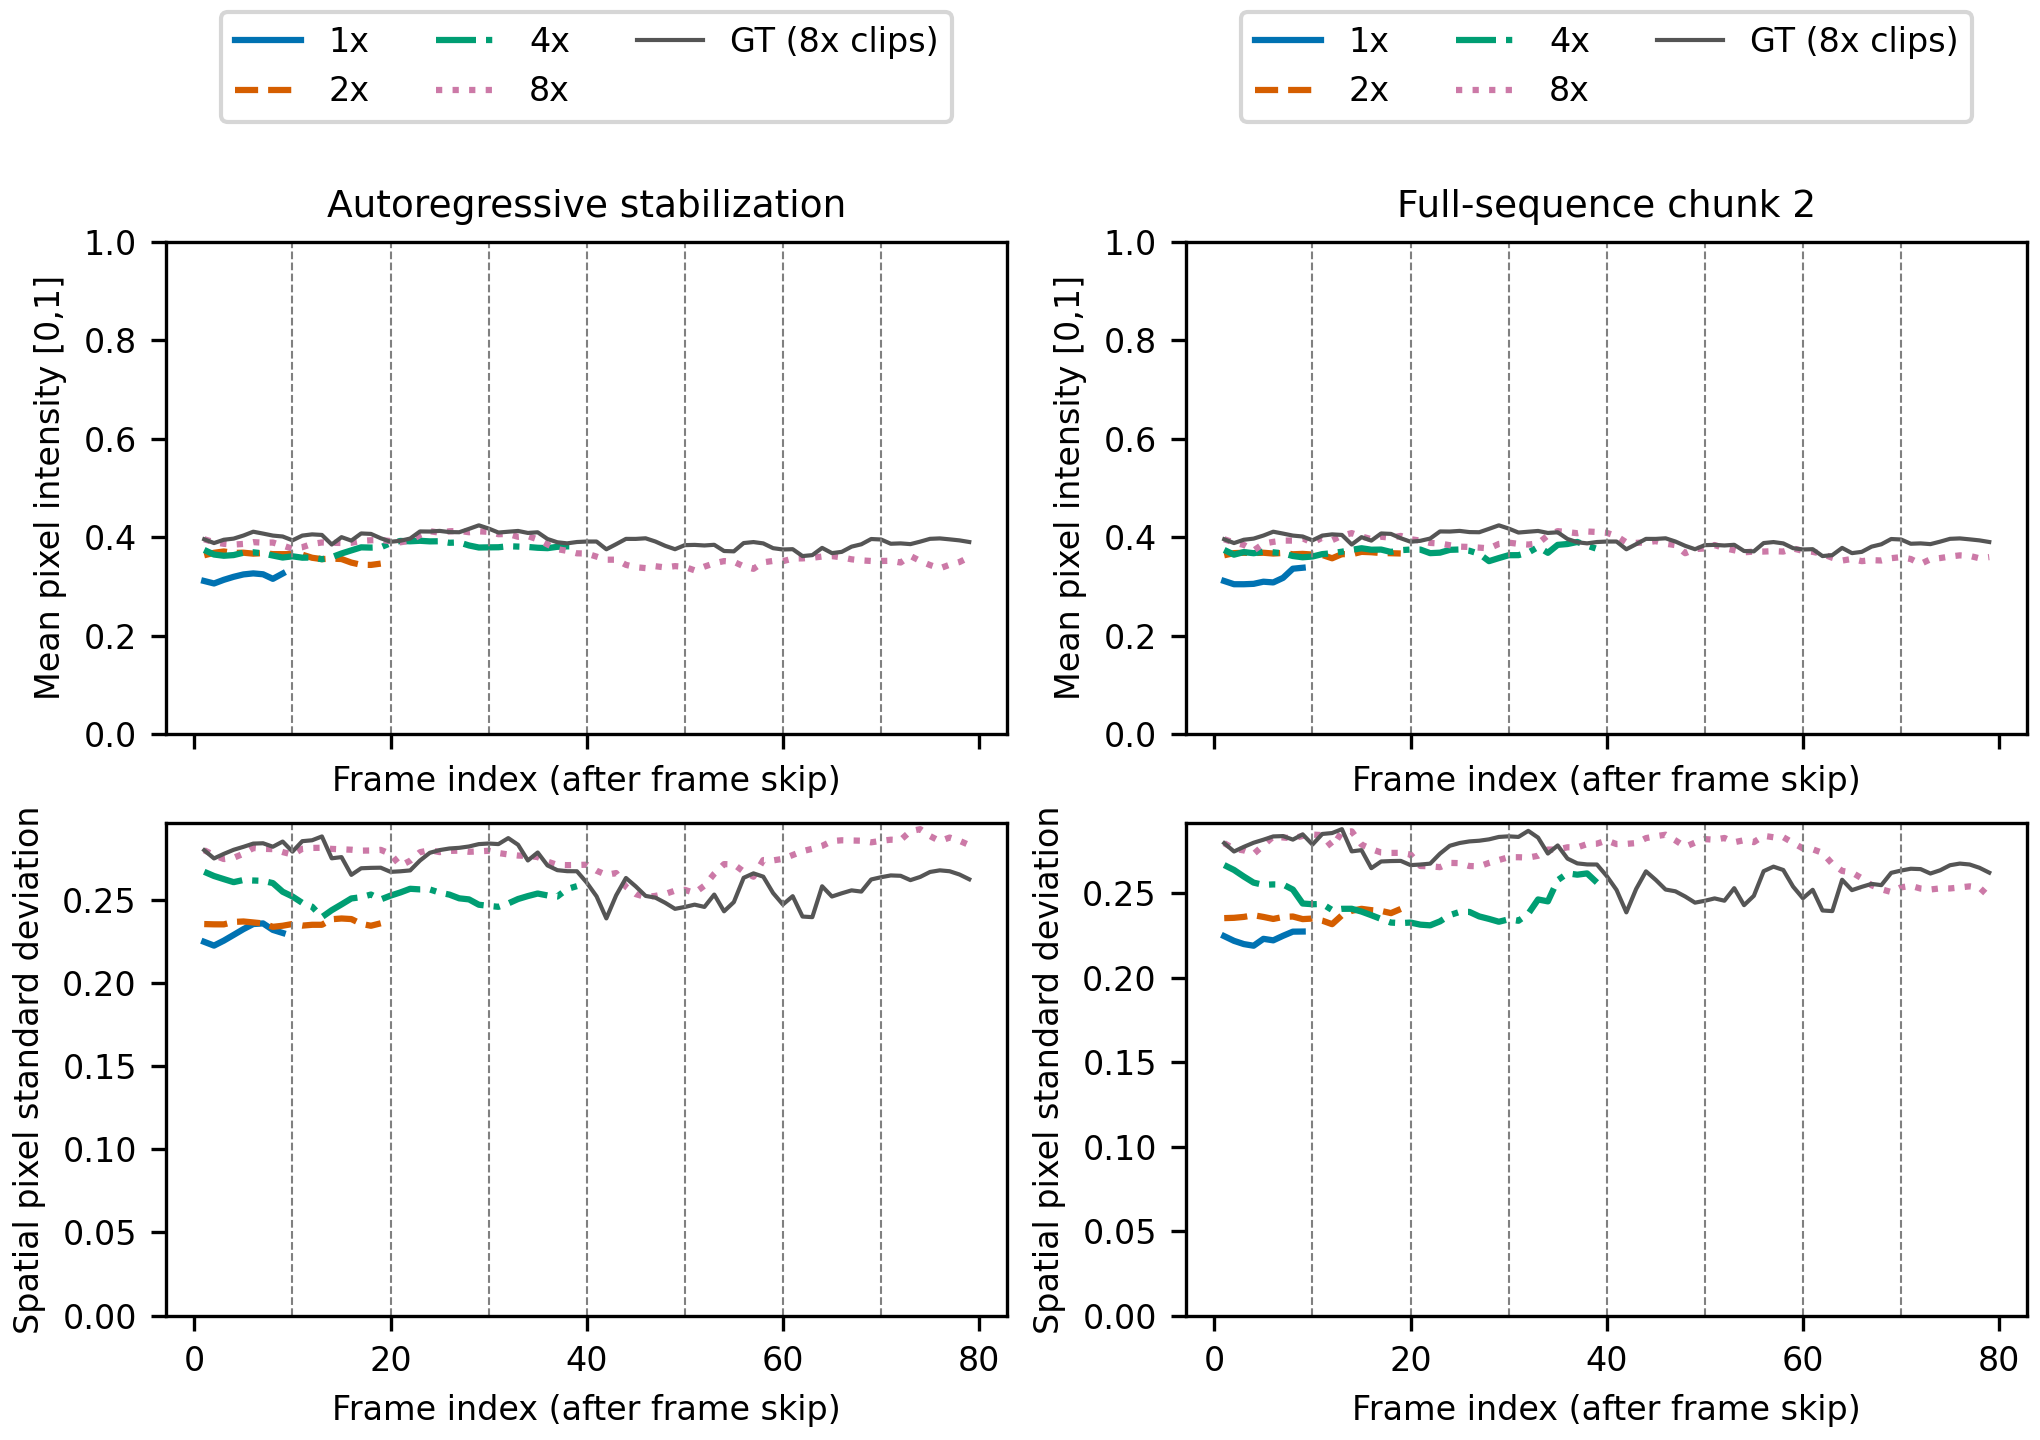 1x 4x GT (8x clips)
2x 8x
1x 4x GT (8x clips)
2x 8x
Autoregressive stabilization
Mean pixel intensity [0,1]
1.0
0.8
0.6
0.4
0.2
0.0
Frame index (after frame skip)
Full-sequence chunk 2
Mean pixel intensity [0,1]
1.0
0.8
0.6
0.4
0.2
0.0
Frame index (after frame skip)
Spatial pixel standard deviation
0.25
0.20
0.15
0.10
0.05
0.00
0 20 40 60 80
Frame index (after frame skip)
Spatial pixel standard deviation
0.25
0.20
0.15
0.10
0.05
0.00
0 20 40 60 80
Frame index (after frame skip)